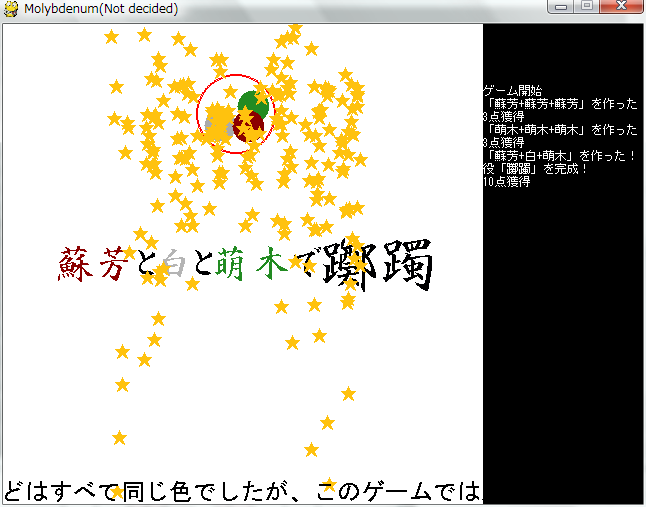 Molybdenum(Not decided)
ゲーム開始
「蘇芳+蘇芳+蘇芳」を作った
3点獲得
「萌木+萌木+萌木」を作った
3点獲得
「蘇芳+白+萌木」を作った！
役「躑躅」を完成！
10点獲得
蘇芳と白と萌木で躑躅
どはすべて同じ色でしたが、このゲームでは